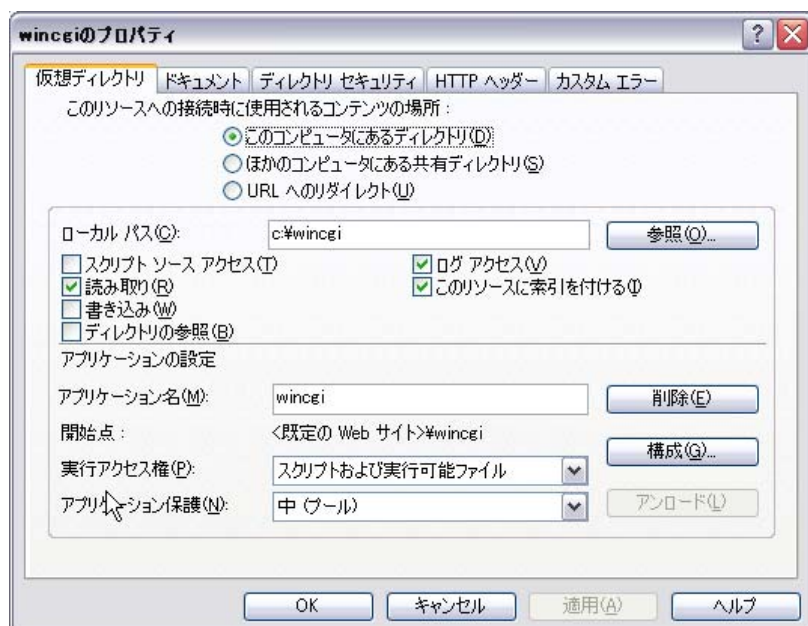 wincgiのプロパティ
仮想ディレクトリ ドキュメント ディレクトリ セキュリティ HTTP ヘッダー カスタム エラー
このリソースへの接続時に使用されるコンテンツの場所：
このコンピュータにあるディレクトリ(D)
ほかのコンピュータにある共有ディレクトリ(S)
URL へのリダイレクト(U)
ローカル パス(C): c:¥wincgi 参照(O)...
スクリプト ソース アクセス(T) ログ アクセス(V)
読み取り(R) このリソースに索引を付ける(I)
書き込み(W)
ディレクトリの参照(B)
アプリケーションの設定
アプリケーション名(M): wincgi 削除(E)
開始点： <既定の Web サイト>¥wincgi
構成(G)...
実行アクセス権(P): スクリプトおよび実行可能ファイル
アプリケーション保護(N): 中 (プール) アンロード(L)
OK キャンセル 適用(A) ヘルプ